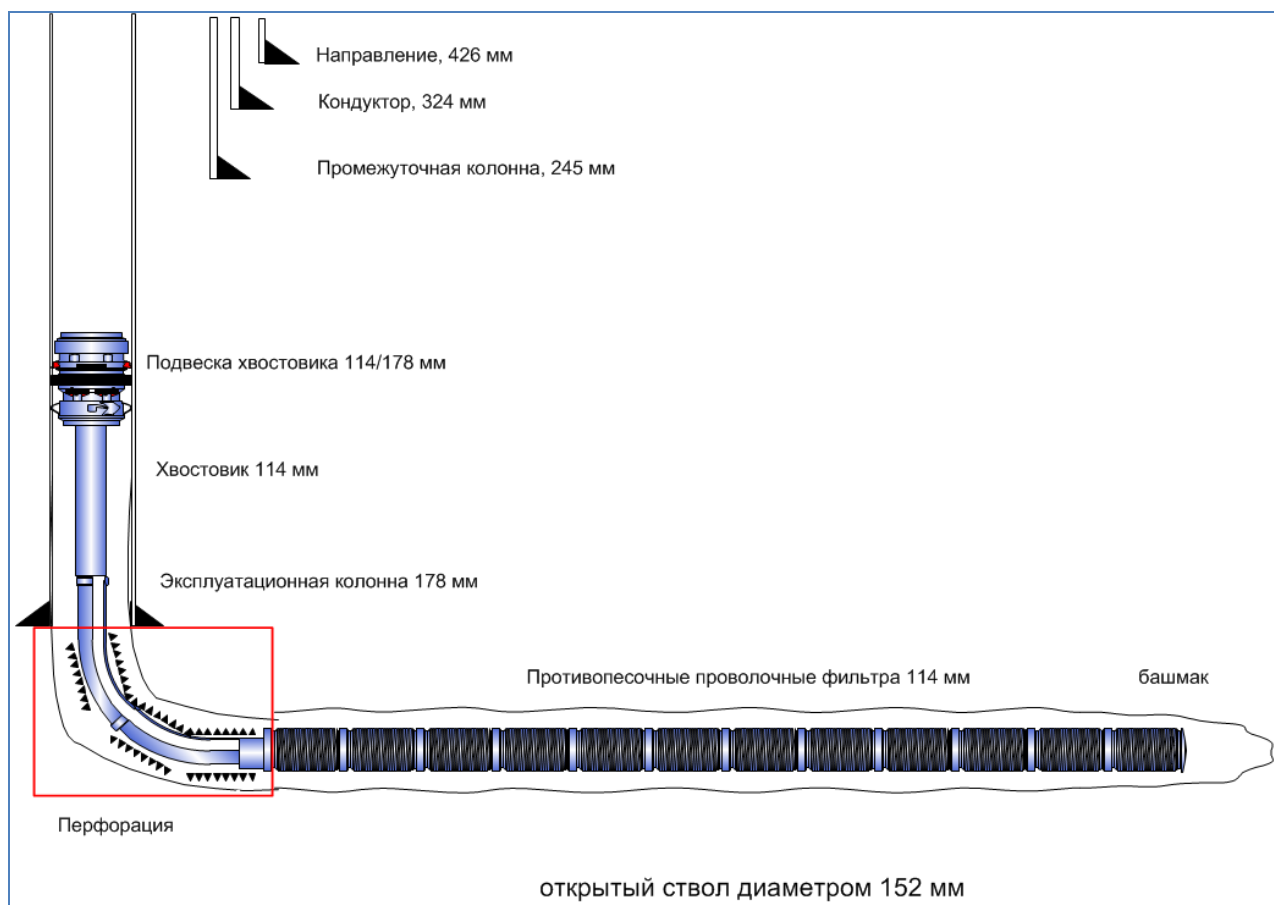 Направление, 426 мм
Кондуктор, 324 мм
Промежуточная колонна, 245 мм
Подвеска хвостовика 114/178 мм
Хвостовик 114 мм
Эксплуатационная колонна 178 мм
Противопесочные проволочные фильтра 114 мм
башмак
Перфорация
открытый ствол диаметром 152 мм